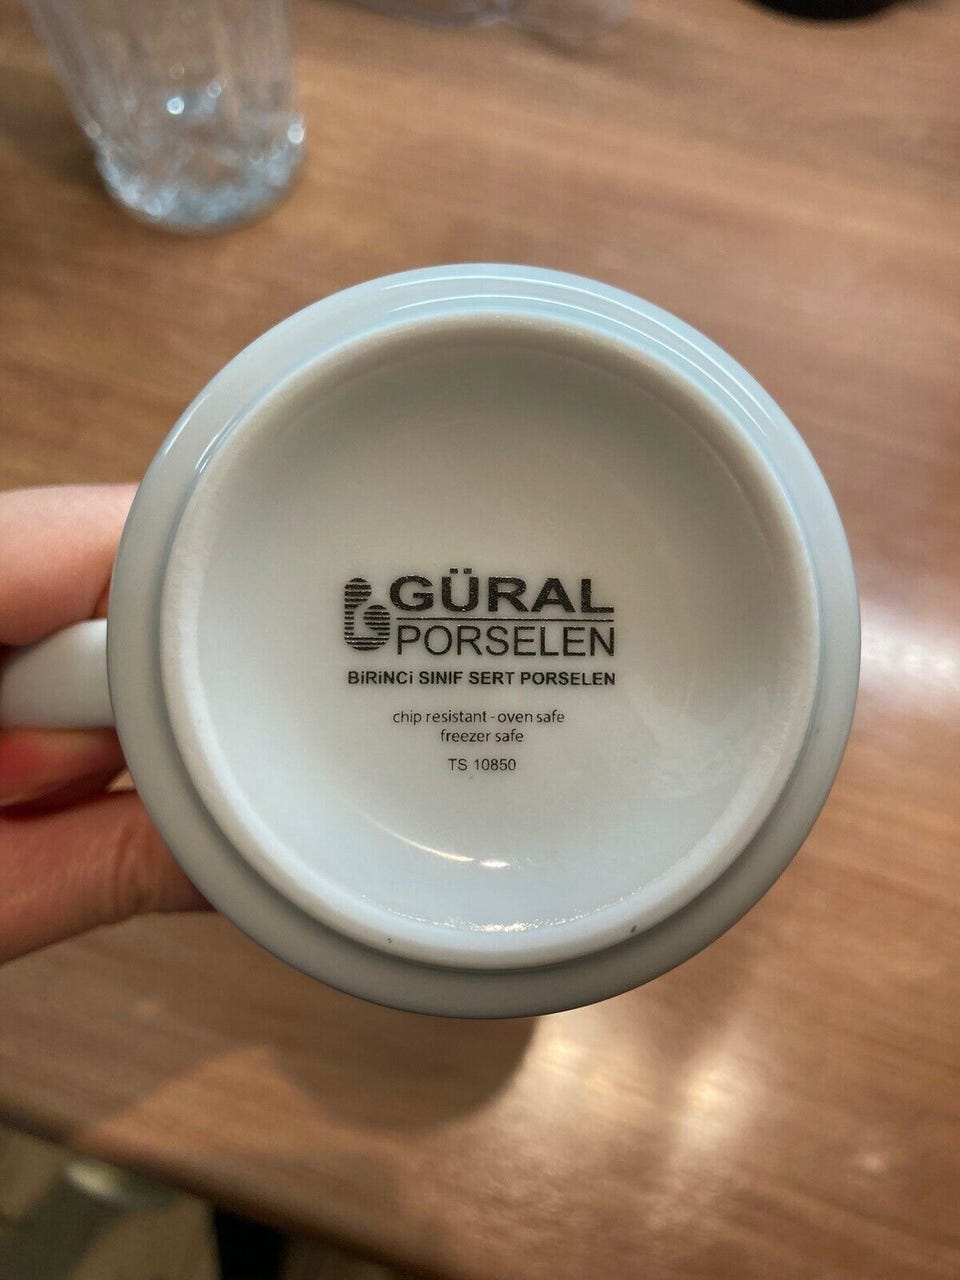 GÜRAL
PORSELEN
BiRiNCi SINIF SERT PORSELEN
chip resistant - oven safe
freezer safe
TS 10850